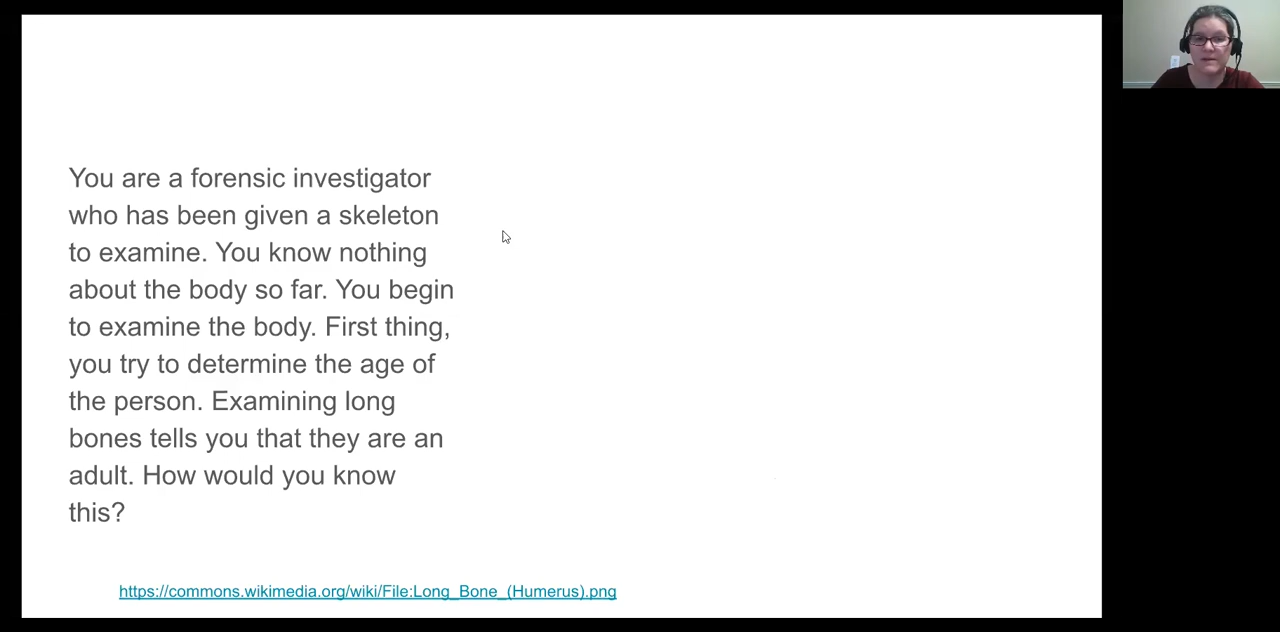 You are a forensic investigator
who has been given a skeleton
to examine. You know nothing
about the body so far. You begin
to examine the body. First thing,
you try to determine the age of
the person. Examining long
bones tells you that they are an
adult. How would you know
this?
https://commons.wikimedia.org/wiki/File:Long_Bone_(Humerus).png